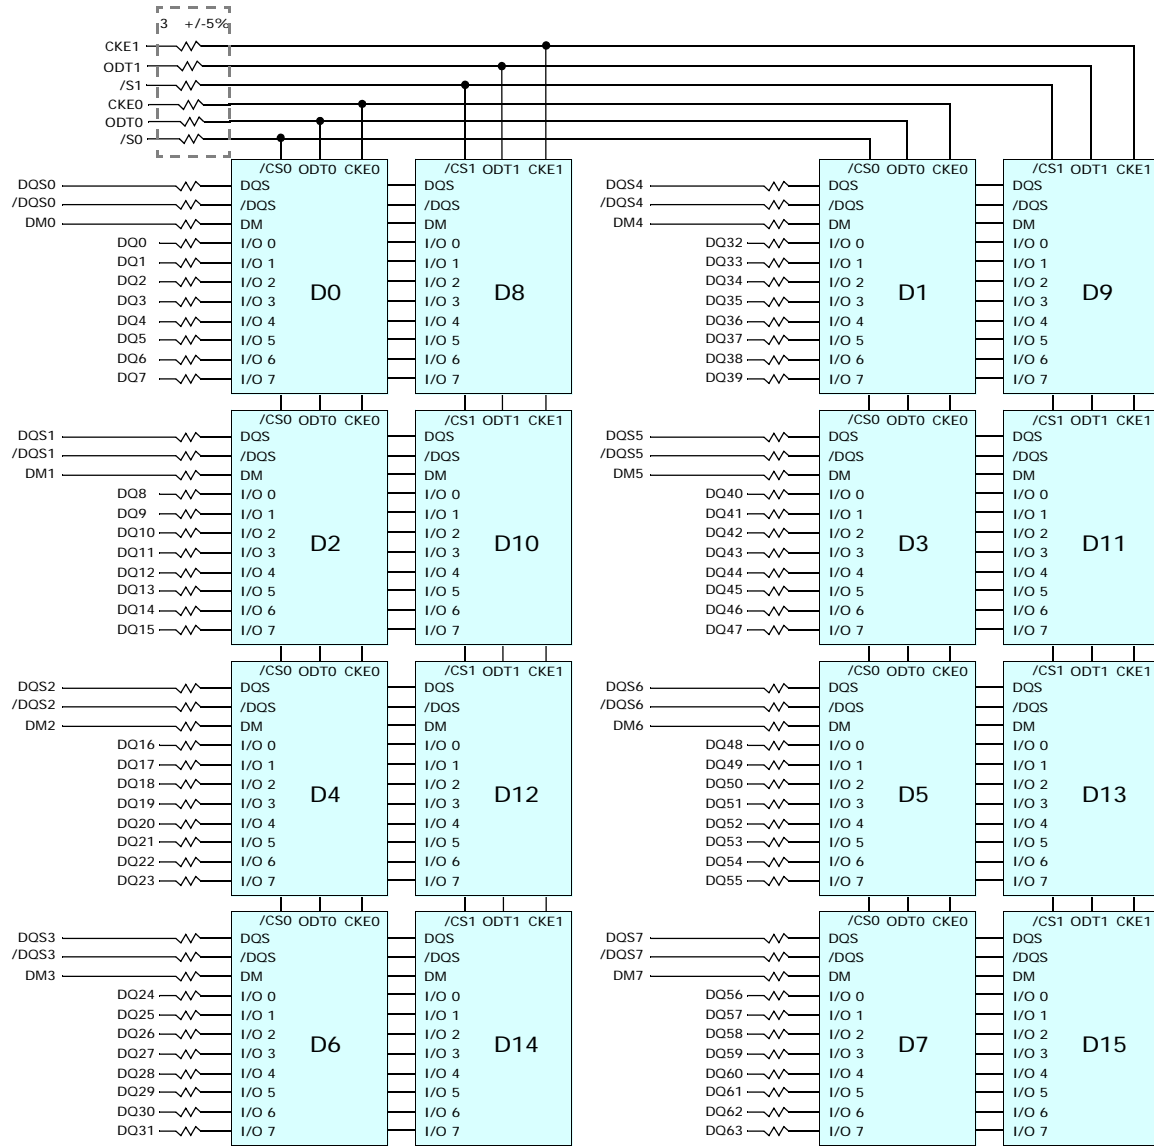 3 +/-5%
CKE1
ODT1
/S1
CKE0
ODT0
/S0
/CS0 ODT0 CKE0 /CS1 ODT1 CKE1 /CS0 ODT0 CKE0 /CS1 ODT1 CKE1
DQS0 DQS DQS DQS4 DQS DQS
/DQS0 /DQS /DQS /DQS4 /DQS /DQS
DM0 DM DM DM4 DM DM
DQ0 I/O 0 I/O 0 DQ32 I/O 0 I/O 0
DQ1 I/O 1 I/O 1 DQ33 I/O 1 I/O 1
DQ2 I/O 2 D0 I/O 2 D8 DQ34 I/O 2 D1 I/O 2 D9
DQ3 I/O 3 I/O 3 DQ35 I/O 3 I/O 3
DQ4 I/O 4 I/O 4 DQ36 I/O 4 I/O 4
DQ5 I/O 5 I/O 5 DQ37 I/O 5 I/O 5
DQ6 I/O 6 I/O 6 DQ38 I/O 6 I/O 6
DQ7 I/O 7 I/O 7 DQ39 I/O 7 I/O 7
/CS0 ODT0 CKE0 /CS1 ODT1 CKE1 /CS0 ODT0 CKE0 /CS1 ODT1 CKE1
DQS1 DQS DQS DQS5 DQS DQS
/DQS1 /DQS /DQS /DQS5 /DQS /DQS
DM1 DM DM DM5 DM DM
DQ8 I/O 0 I/O 0 DQ40 I/O 0 I/O 0
DQ9 I/O 1 I/O 1 DQ41 I/O 1 I/O 1
DQ10 I/O 2 D2 I/O 2 D10 DQ42 I/O 2 D3 I/O 2 D11
DQ11 I/O 3 I/O 3 DQ43 I/O 3 I/O 3
DQ12 I/O 4 I/O 4 DQ44 I/O 4 I/O 4
DQ13 I/O 5 I/O 5 DQ45 I/O 5 I/O 5
DQ14 I/O 6 I/O 6 DQ46 I/O 6 I/O 6
DQ15 I/O 7 I/O 7 DQ47 I/O 7 I/O 7
/CS0 ODT0 CKE0 /CS1 ODT1 CKE1 /CS0 ODT0 CKE0 /CS1 ODT1 CKE1
DQS2 DQS DQS DQS6 DQS DQS
/DQS2 /DQS /DQS /DQS6 /DQS /DQS
DM2 DM DM DM6 DM DM
DQ16 I/O 0 I/O 0 DQ48 I/O 0 I/O 0
DQ17 I/O 1 I/O 1 DQ49 I/O 1 I/O 1
DQ18 I/O 2 D4 I/O 2 D12 DQ50 I/O 2 D5 I/O 2 D13
DQ19 I/O 3 I/O 3 DQ51 I/O 3 I/O 3
DQ20 I/O 4 I/O 4 DQ52 I/O 4 I/O 4
DQ21 I/O 5 I/O 5 DQ53 I/O 5 I/O 5
DQ22 I/O 6 I/O 6 DQ54 I/O 6 I/O 6
DQ23 I/O 7 I/O 7 DQ55 I/O 7 I/O 7
/CS0 ODT0 CKE0 /CS1 ODT1 CKE1 /CS0 ODT0 CKE0 /CS1 ODT1 CKE1
DQS3 DQS DQS DQS7 DQS DQS
/DQS3 /DQS /DQS /DQS7 /DQS /DQS
DM3 DM DM DM7 DM DM
DQ24 I/O 0 I/O 0 DQ56 I/O 0 I/O 0
DQ25 I/O 1 I/O 1 DQ57 I/O 1 I/O 1
DQ26 I/O 2 D6 I/O 2 D14 DQ58 I/O 2 D7 I/O 2 D15
DQ27 I/O 3 I/O 3 DQ59 I/O 3 I/O 3
DQ28 I/O 4 I/O 4 DQ60 I/O 4 I/O 4
DQ29 I/O 5 I/O 5 DQ61 I/O 5 I/O 5
DQ30 I/O 6 I/O 6 DQ62 I/O 6 I/O 6
DQ31 I/O 7 I/O 7 DQ63 I/O 7 I/O 7